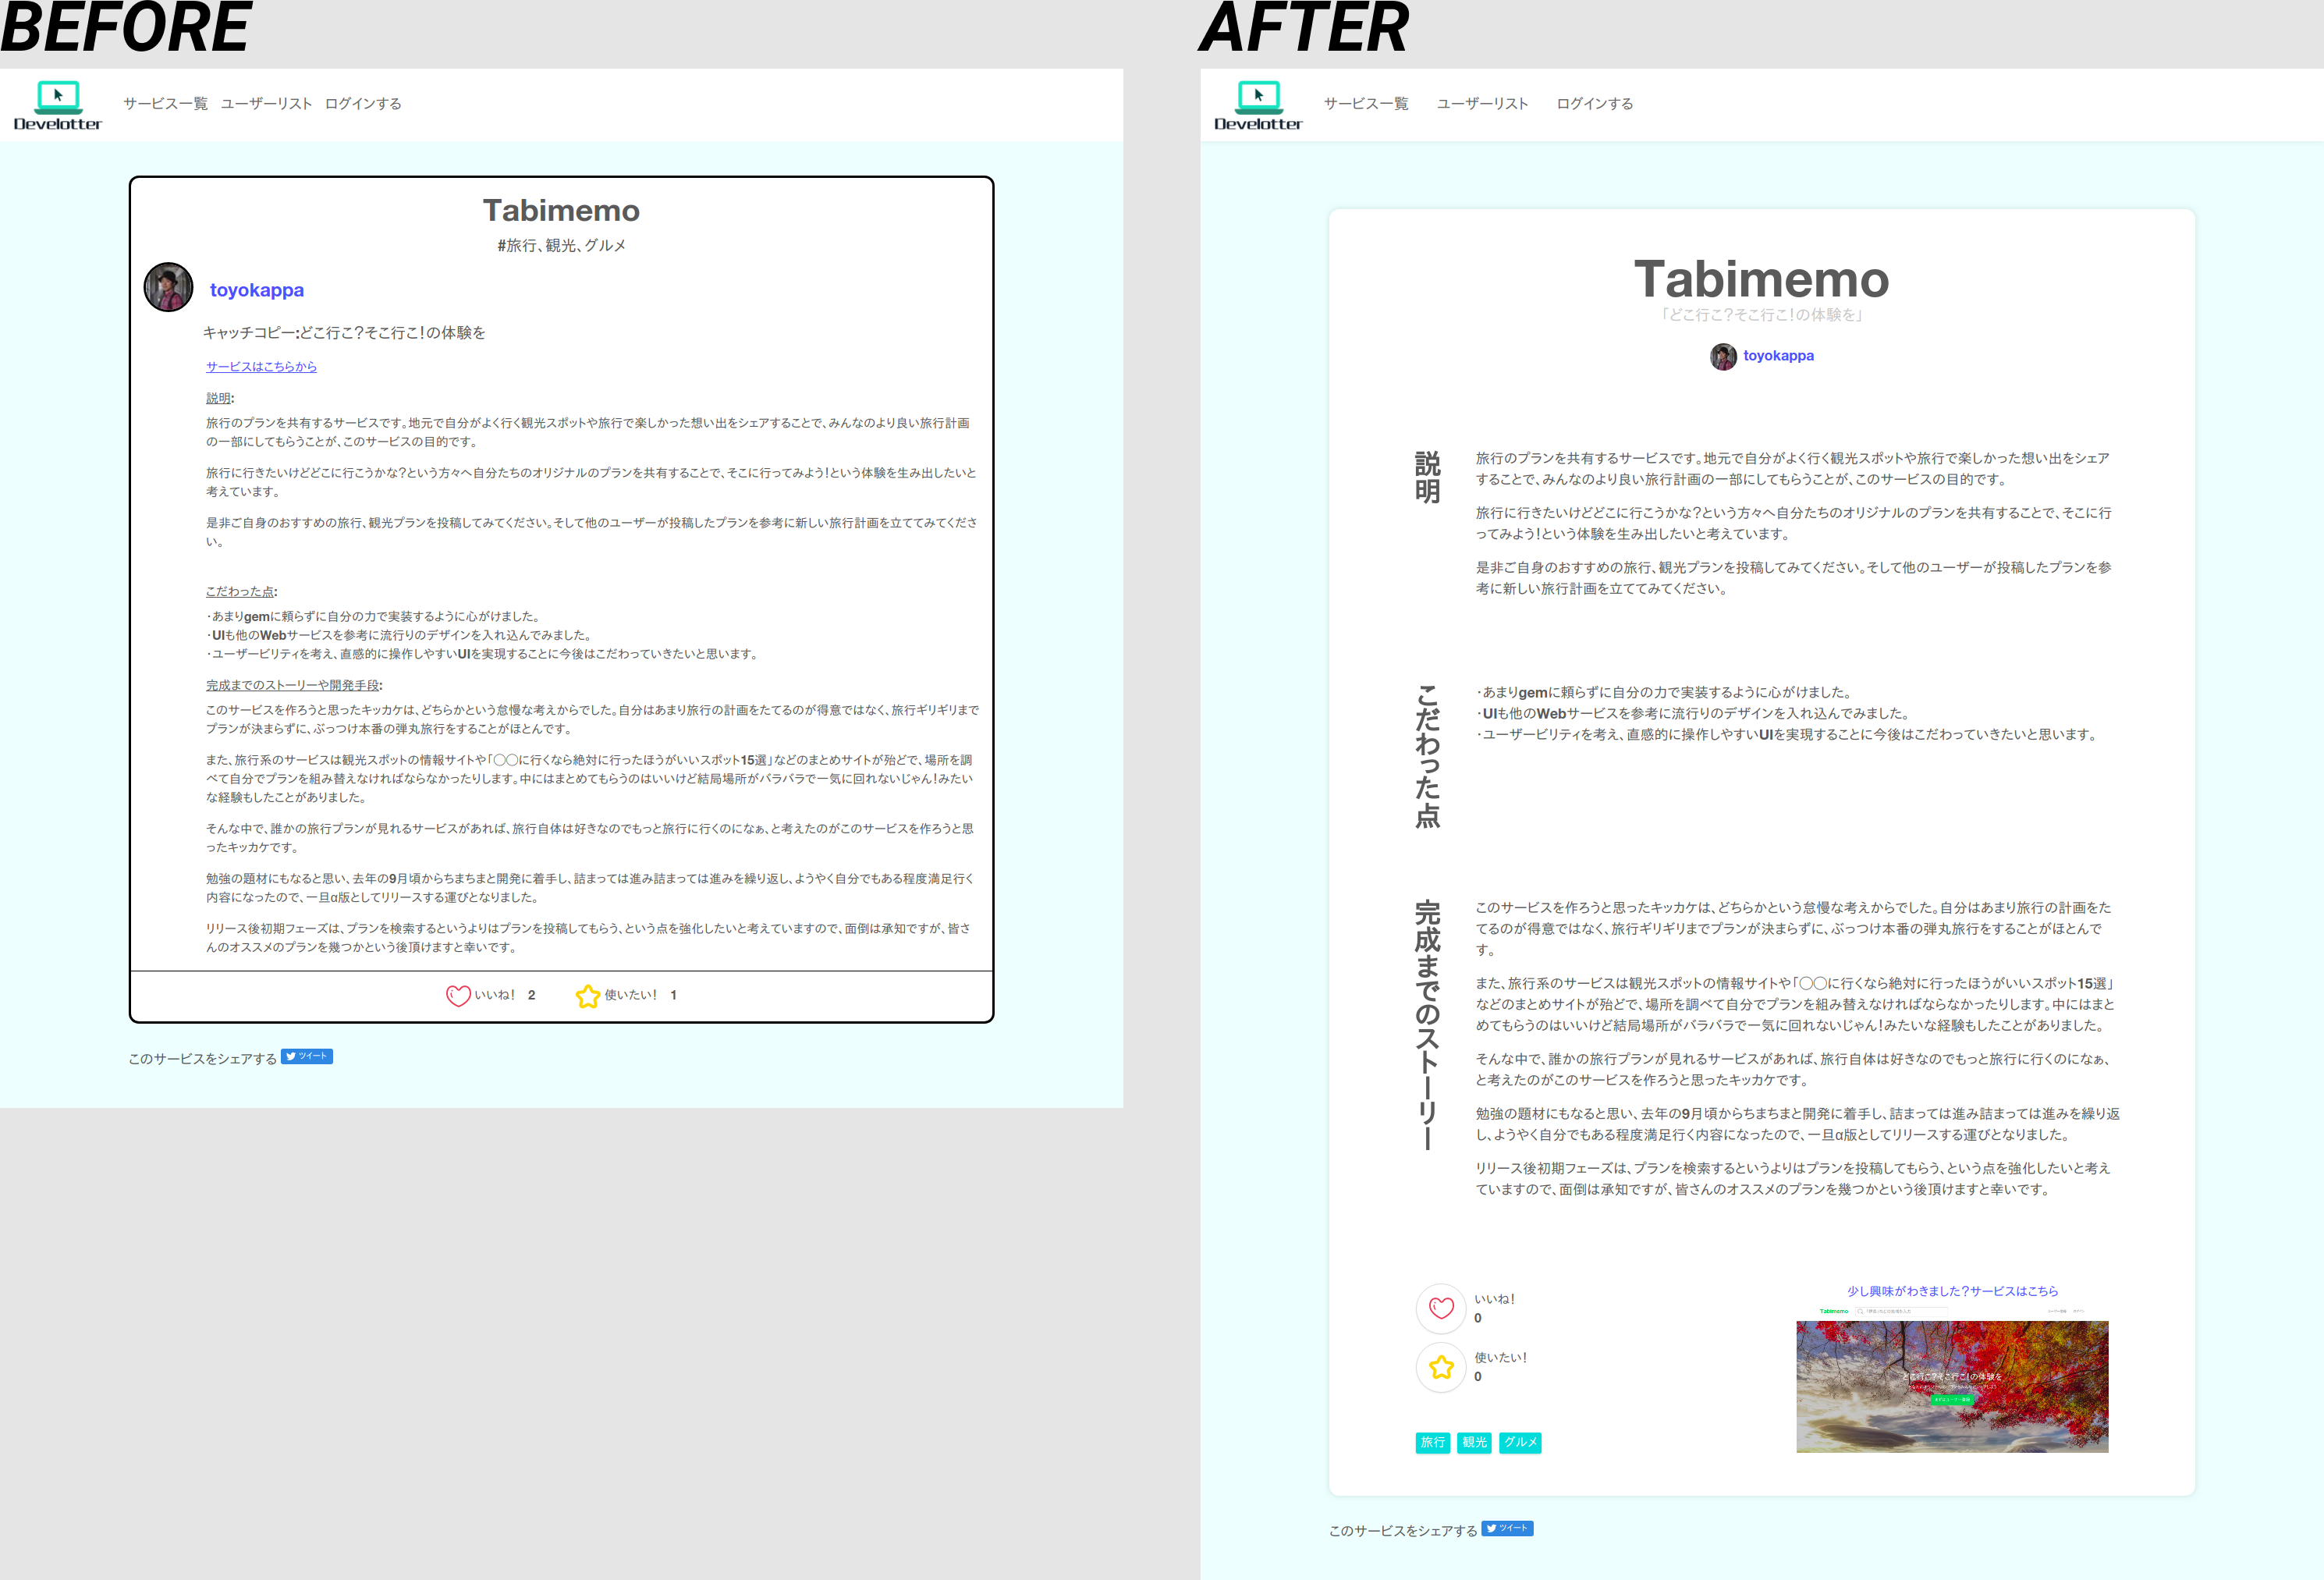 BEFORE
Develotter
サービス一覧 ユーザーリスト ログインする
Tabimemo
#旅行、観光、グルメ
toyokappa
キャッチコピー:どこ行こ?そこ行こ!の体験を
サービスはこちらから
説明:
旅行のプランを共有するサービスです。地元で自分がよく行く観光スポットや旅行で楽しかった想い出をシェアすることで、みんなのより良い旅行計画
の一部にしてもらうことが、このサービスの目的です。
旅行に行きたいけどどこに行こうかな?という方々へ自分たちのオリジナルのプランを共有することで、そこに行ってみよう!という体験を生み出したいと
考えています。
是非ご自身のおすすめの旅行、観光プランを投稿してみてください。そして他のユーザーが投稿したプランを参考に新しい旅行計画を立ててみてくださ
い。
こだわった点:
・あまりgemに頼らずに自分の力で実装するように心がけました。
・UIも他のWebサービスを参考に流行りのデザインを入れ込んでみました。
・ユーザービリティを考え、直感的に操作しやすいUIを実現することに今後はこだわっていきたいと思います。
完成までのストーリーや開発手段:
このサービスを作ろうと思ったキッカケは、どちらかという怠慢な考えからでした。自分はあまり旅行の計画をたてるのが得意ではなく、旅行ギリギリまで
プランが決まらずに、ぶっつけ本番の弾丸旅行をすることがほとんです。
また、旅行系のサービスは観光スポットの情報サイトや「◯◯に行くなら絶対に行ったほうがいいスポット15選」などのまとめサイトが殆どで、場所を調
べて自分でプランを組み替えなければならなかったりします。中にはまとめてもらうのはいいけど結局場所がバラバラで一気に回れないじゃん!みたい
な経験もしたことがありました。
そんな中で、誰かの旅行プランが見れるサービスがあれば、旅行自体は好きなのでもっと旅行に行くのになぁ、と考えたのがこのサービスを作ろうと思
ったキッカケです。
勉強の題材にもなると思い、去年の9月頃からちまちまと開発に着手し、詰まっては進み詰まっては進みを繰り返し、ようやく自分でもある程度満足行く
内容になったので、一旦α版としてリリースする運びとなりました。
リリース後初期フェーズは、プランを検索するというよりはプランを投稿してもらう、という点を強化したいと考えていますので、面倒は承知ですが、皆さ
んのオススメのプランを幾つかという後頂けますと幸いです。
いいね! 2 使いたい! 1
このサービスをシェアする ツイート
AFTER
Develotter
サービス一覧 ユーザーリスト ログインする
Tabimemo
「どこ行こ?そこ行こ!の体験を」
toyokappa
説明
旅行のプランを共有するサービスです。地元で自分がよく行く観光スポットや旅行で楽しかった想い出をシェア
することで、みんなのより良い旅行計画の一部にしてもらうことが、このサービスの目的です。
旅行に行きたいけどどこに行こうかな?という方々へ自分たちのオリジナルのプランを共有することで、そこに行
ってみよう!という体験を生み出したいと考えています。
是非ご自身のおすすめの旅行、観光プランを投稿してみてください。そして他のユーザーが投稿したプランを参
考に新しい旅行計画を立ててみてください。
こだわった点
・あまりgemに頼らずに自分の力で実装するように心がけました。
・UIも他のWebサービスを参考に流行りのデザインを入れ込んでみました。
・ユーザービリティを考え、直感的に操作しやすいUIを実現することに今後はこだわっていきたいと思います。
完成までのストーリー
このサービスを作ろうと思ったキッカケは、どちらかという怠慢な考えからでした。自分はあまり旅行の計画をた
てるのが得意ではなく、旅行ギリギリまでプランが決まらずに、ぶっつけ本番の弾丸旅行をすることがほとんで
す。
また、旅行系のサービスは観光スポットの情報サイトや「◯◯に行くなら絶対に行ったほうがいいスポット15選」
などのまとめサイトが殆どで、場所を調べて自分でプランを組み替えなければならなかったりします。中にはまと
めてもらうのはいいけど結局場所がバラバラで一気に回れないじゃん!みたいな経験もしたことがありました。
そんな中で、誰かの旅行プランが見れるサービスがあれば、旅行自体は好きなのでもっと旅行に行くのになぁ、
と考えたのがこのサービスを作ろうと思ったキッカケです。
勉強の題材にもなると思い、去年の9月頃からちまちまと開発に着手し、詰まっては進み詰まっては進みを繰り返
し、ようやく自分でもある程度満足行く内容になったので、一旦α版としてリリースする運びとなりました。
リリース後初期フェーズは、プランを検索するというよりはプランを投稿してもらう、という点を強化したいと考え
ていますので、面倒は承知ですが、皆さんのオススメのプランを幾つかという後頂けますと幸いです。
いいね!
0
使いたい!
0
旅行 観光 グルメ
少し興味がわきました?サービスはこちら
Tabimemo
どこ行こ?そこ行こ!の体験を
このサービスをシェアする ツイート